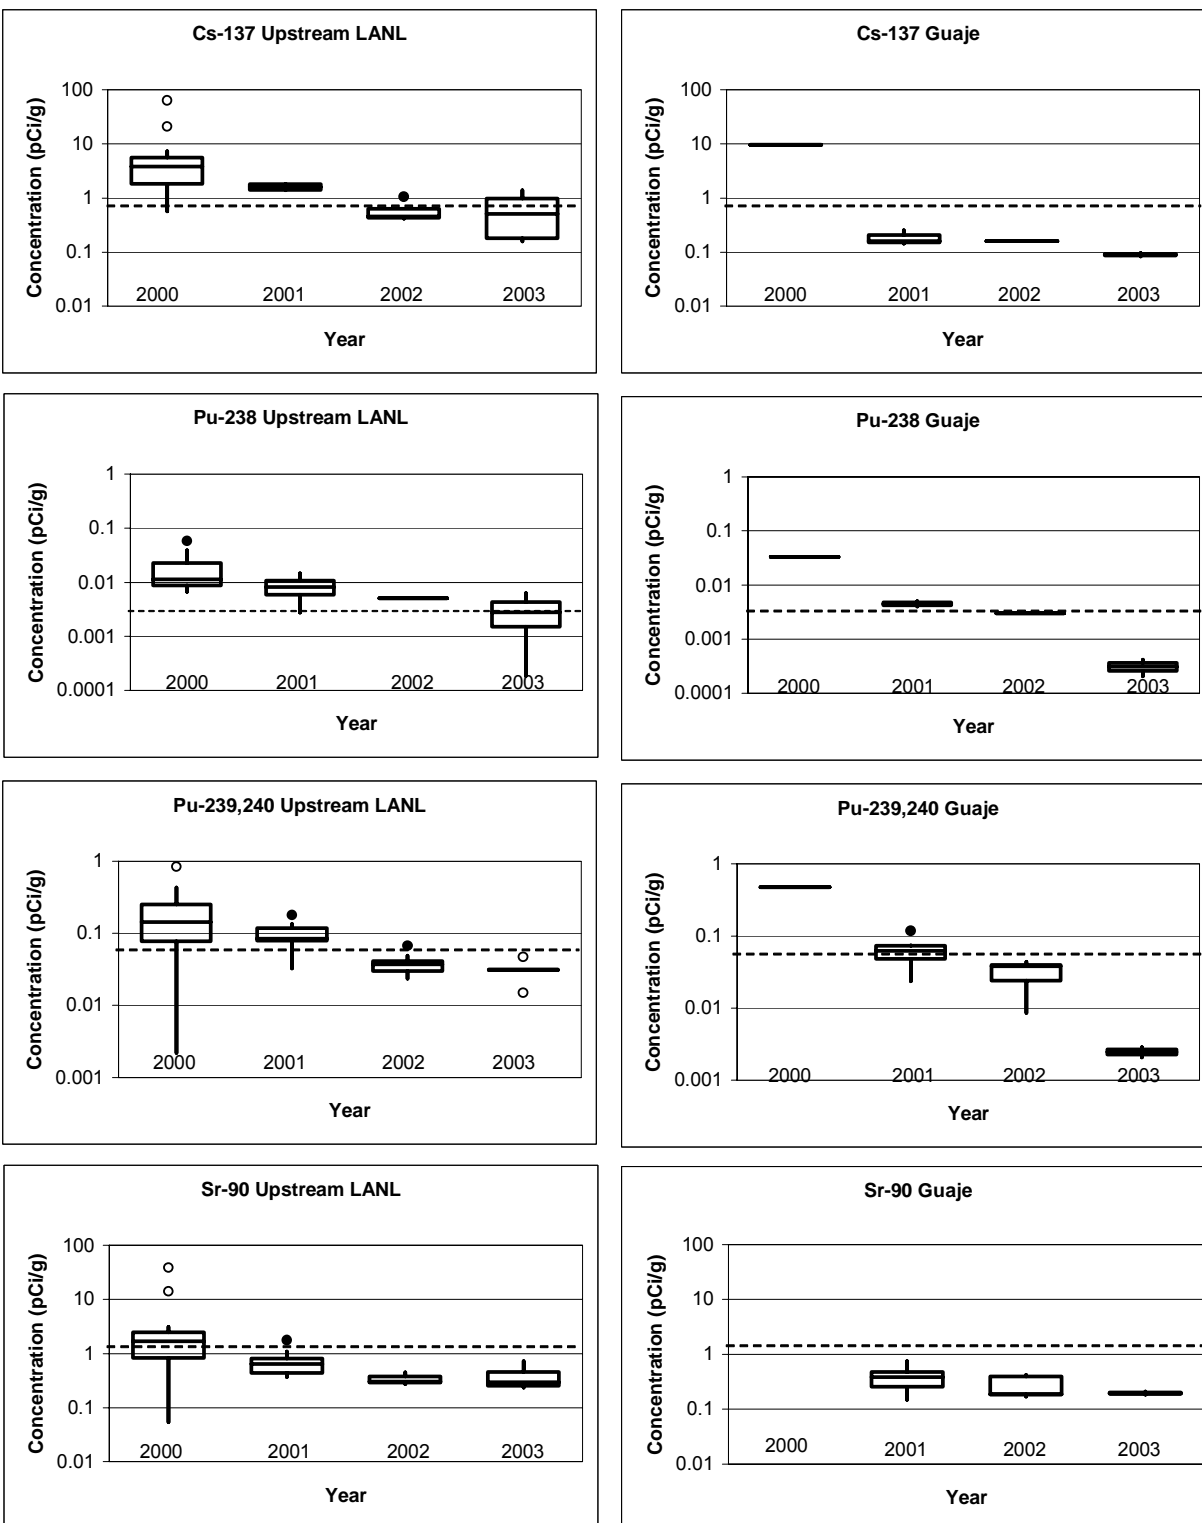 Cs-137 Upstream LANL
Concentration (pCi/g)
100
10
1
0.1
0.01
2000 2001 2002 2003
Year
Cs-137 Guaje
Concentration (pCi/g)
100
10
1
0.1
0.01
2000 2001 2002 2003
Year
Pu-238 Upstream LANL
Concentration (pCi/g)
1
0.1
0.01
0.001
0.0001
2000 2001 2002 2003
Year
Pu-238 Guaje
Concentration (pCi/g)
1
0.1
0.01
0.001
0.0001
2000 2001 2002 2003
Year
Pu-239,240 Upstream LANL
Concentration (pCi/g)
1
0.1
0.01
0.001
2000 2001 2002 2003
Year
Pu-239,240 Guaje
Concentration (pCi/g)
1
0.1
0.01
0.001
2000 2001 2002 2003
Year
Sr-90 Upstream LANL
Concentration (pCi/g)
100
10
1
0.1
0.01
2000 2001 2002 2003
Year
Sr-90 Guaje
Concentration (pCi/g)
100
10
1
0.1
0.01
2000 2001 2002 2003
Year